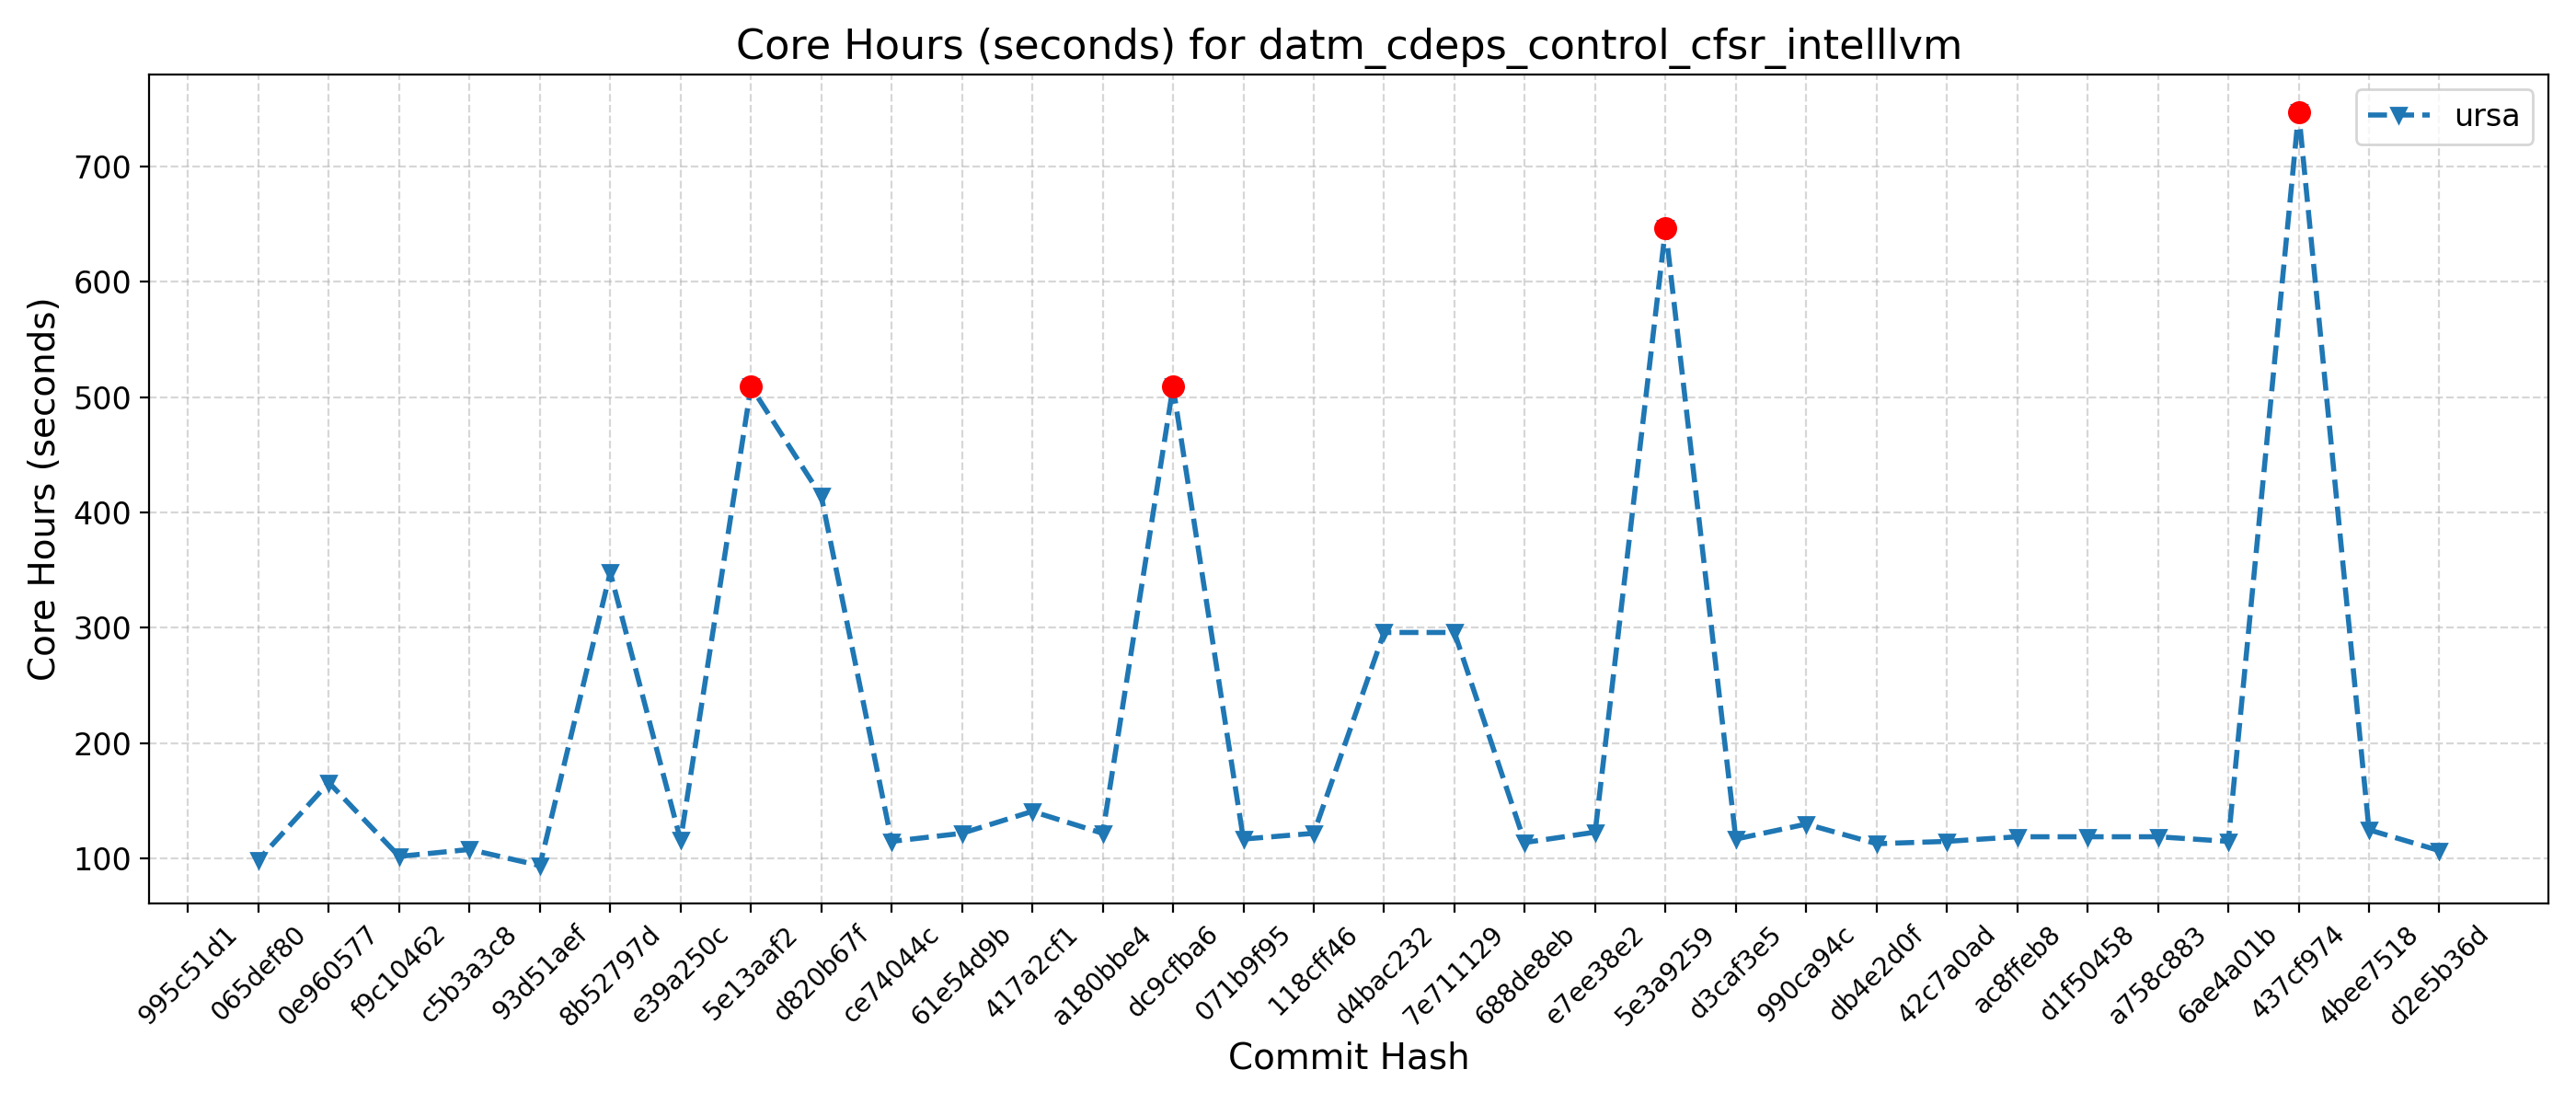 Core Hours (seconds) for datm_cdeps_control_cfsr_intelllvm
ursa
Core Hours (seconds)
700
600
500
400
300
200
100
995c51d1
065def80
0e960577
f9c10462
c5b3a3c8
93d51aef
8b52797d
e39a250c
5e13aaf2
d820b67f
ce74044c
61e54d9b
417a2cf1
a180bbe4
dc9cfba6
071b9f95
118cff46
d4bac232
7e711129
688de8eb
e7ee38e2
5e3a9259
d3caf3e5
990ca94c
db4e2d0f
42c7a0ad
ac8ffeb8
d1f50458
a758c883
6ae4a01b
437cf974
4bee7518
d2e5b36d
Commit Hash